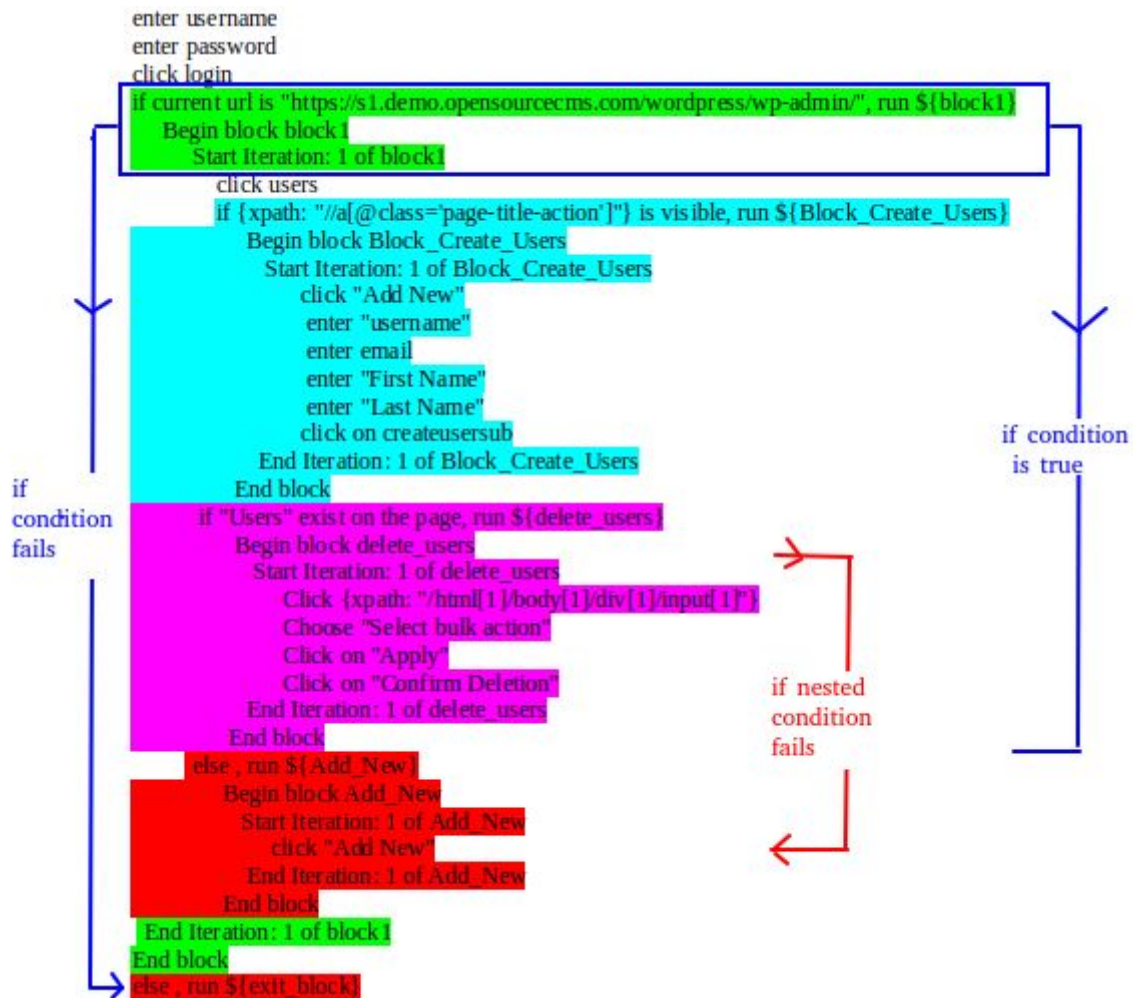 enter username
enter password
click login
if current url is "https://s1.demo.opensourcecms.com/wordpress/wp-admin/", run ${block1}
Begin block block1
Start Iteration: 1 of block1
click users
if {xpath: "//a[@class='page-title-action']"} is visible, run ${Block_Create_Users}
Begin block Block_Create_Users
Start Iteration: 1 of Block_Create_Users
click "Add New"
enter "username"
enter email
enter "First Name"
enter "Last Name"
click on createusersub
End Iteration: 1 of Block_Create_Users
End block
if "Users" exist on the page, run ${delete_users}
Begin block delete_users
Start Iteration: 1 of delete_users
Click {xpath: "/html[1]/body[1]/div[1]/input[1]"}
Choose "Select bulk action"
Click on "Apply"
Click on "Confirm Deletion"
End Iteration: 1 of delete_users
End block
else , run ${Add_New}
Begin block Add_New
Start Iteration: 1 of Add_New
click "Add New"
End Iteration: 1 of Add_New
End block
End Iteration: 1 of block1
End block
else , run ${exit_block}
if
condition
fails
if condition
is true
if nested
condition
fails